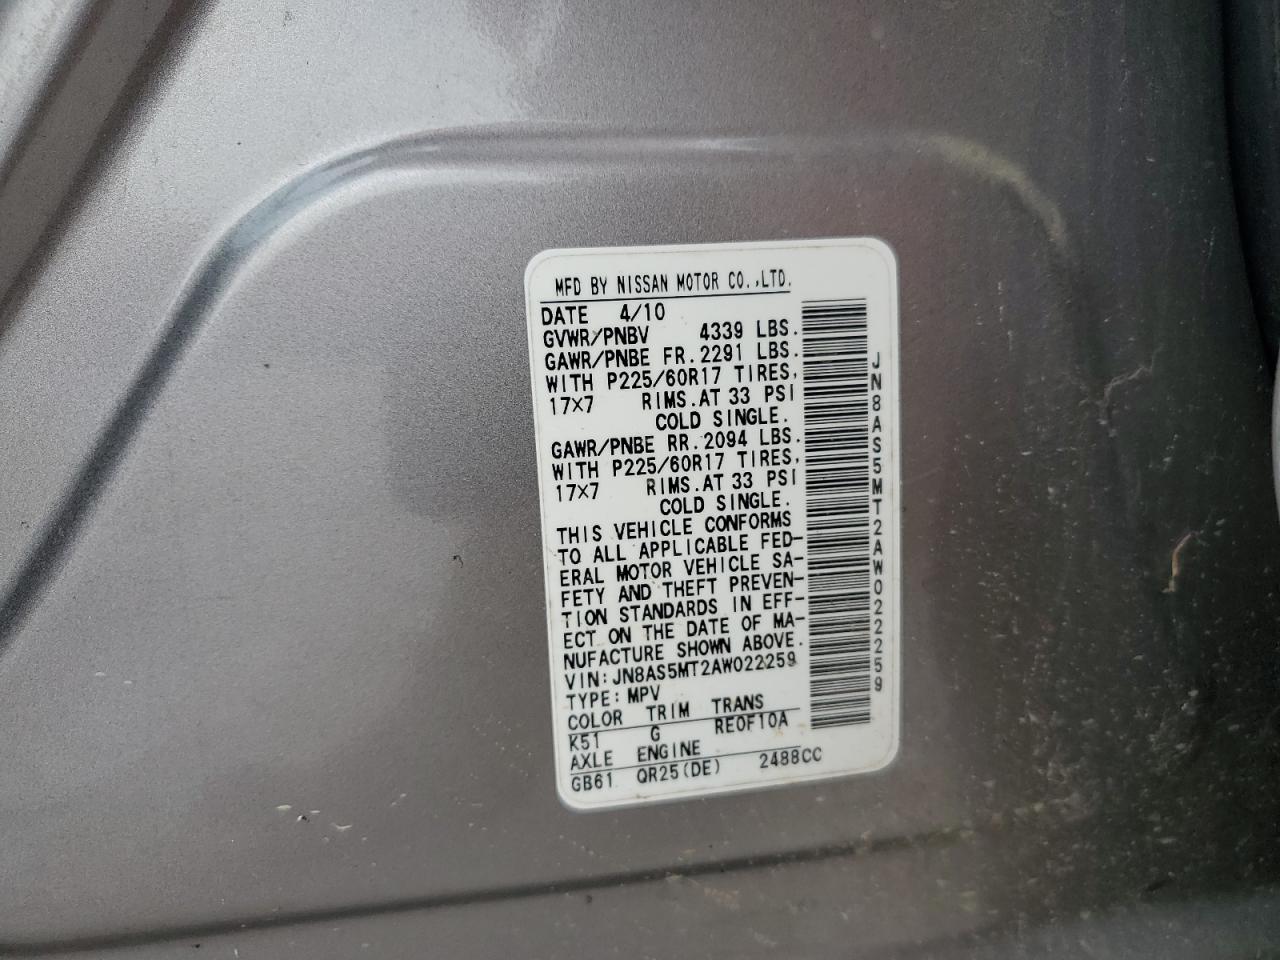 MFD BY NISSAN MOTOR CO.,LTD.
DATE 4/10
GVWR/PNBV 4339 LBS.
GAWR/PNBE FR. 2291 LBS.
WITH P225/60R17 TIRES,
17X7 RIMS.AT 33 PSI
COLD SINGLE.
GAWR/PNBE RR. 2094 LBS.
WITH P225/60R17 TIRES,
17X7 RIMS.AT 33 PSI
COLD SINGLE.
THIS VEHICLE CONFORMS
TO ALL APPLICABLE FED-
ERAL MOTOR VEHICLE SA-
FETY AND THEFT PREVEN-
TION STANDARDS IN EFF-
ECT ON THE DATE OF MA-
NUFACTURE SHOWN ABOVE.
VIN: JN8AS5MT2AW022259
TYPE: MPV
COLOR TRIM TRANS
K51 G RE0F10A
AXLE ENGINE
GB61 QR25(DE) 2488CC
JN8AS5MT2AW022259